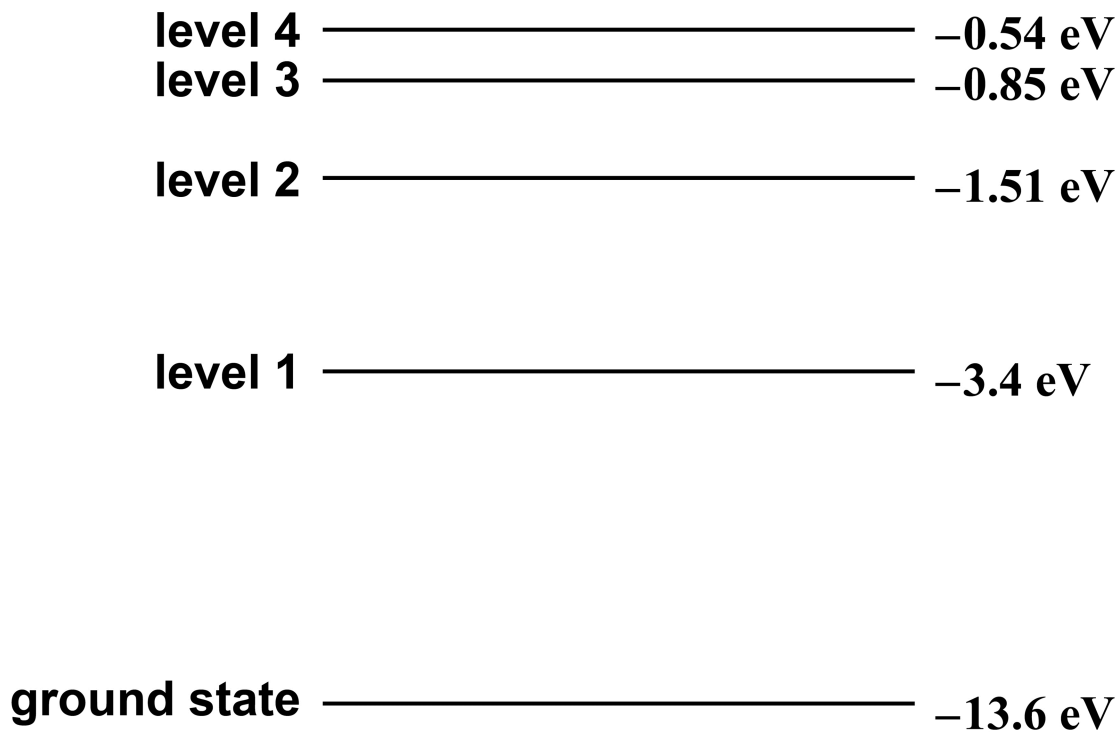 level 4 −0.54 eV
level 3 −0.85 eV
level 2 −1.51 eV
level 1 −3.4 eV
ground state −13.6 eV